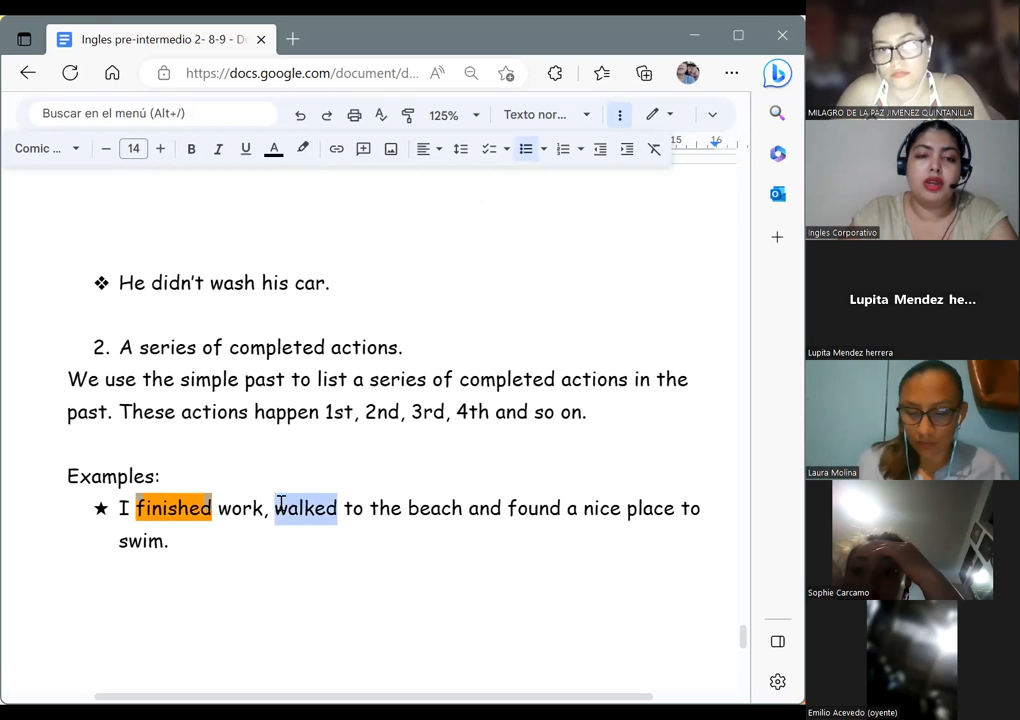 Ingles pre-intermedio 2- 8-9 - Do
https://docs.google.com/document/d...
Buscar en el menú (Alt+/)
125%
Texto nor...
Comic ...
14
15
16
He didn't wash his car.
2. A series of completed actions.
We use the simple past to list a series of completed actions in the
past. These actions happen 1st, 2nd, 3rd, 4th and so on.
Examples:
★ I finished work, walked to the beach and found a nice place to
swim.
MILAGRO DE LA PAZ JIMENEZ QUINTANILLA
Ingles Corporativo
Lupita Mendez he...
Lupita Mendez herrera
Laura Molina
Sophie Carcamo
Emilio Acevedo (oyente)